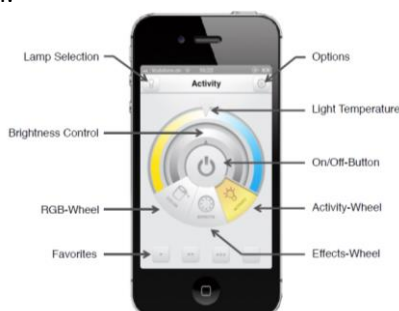 Lamp Selection
Options
Activity
Light Temperature
Brightness Control
On/Off-Button
RGB-Wheel
Activity-Wheel
Effects-Wheel
Favorites